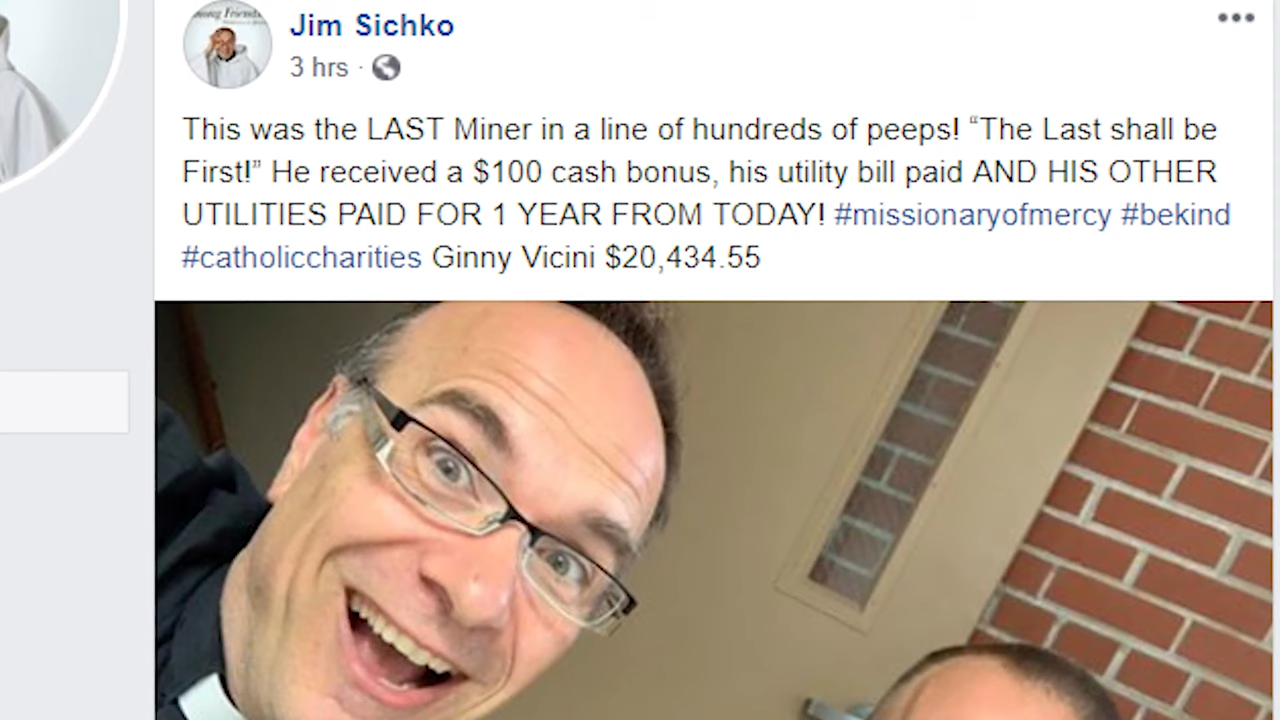 Jim Sichko
3 hrs ·
This was the LAST Miner in a line of hundreds of peeps! “The Last shall be
First!” He received a $100 cash bonus, his utility bill paid AND HIS OTHER
UTILITIES PAID FOR 1 YEAR FROM TODAY! #missionaryofmercy #bekind
#catholiccharities Ginny Vicini $20,434.55